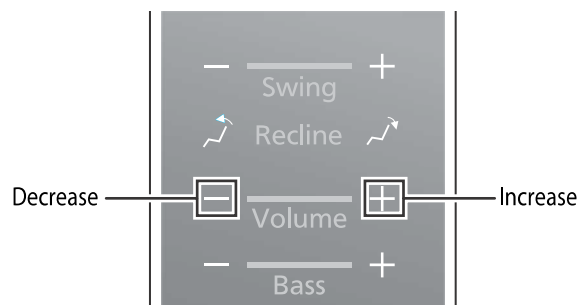 − +
Swing
Recline
Decrease − + Increase
Volume
− +
Bass